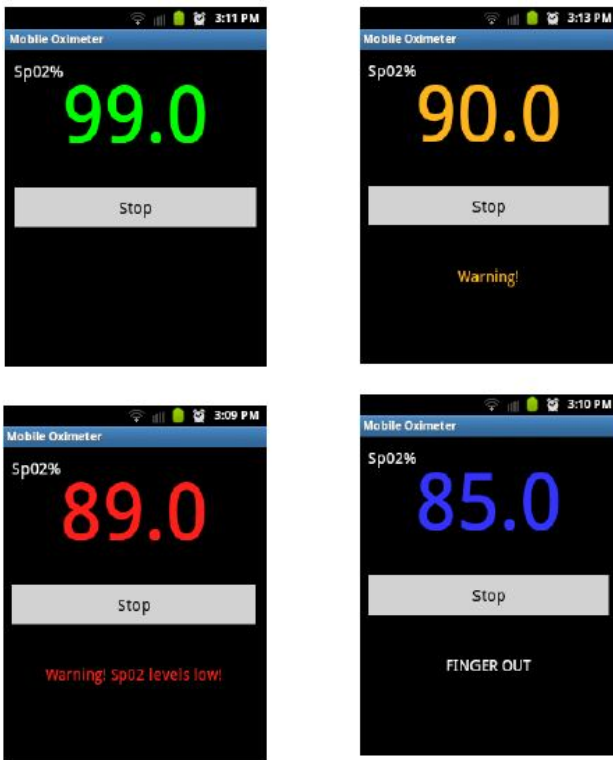 3:11 PM
Mobile Oximeter
Sp02%
99.0
Stop
3:13 PM
Mobile Oximeter
Sp02%
90.0
Stop
Warning!
3:09 PM
Mobile Oximeter
Sp02%
89.0
Stop
Warning! Sp02 levels low!
3:10 PM
Mobile Oximeter
Sp02%
85.0
Stop
FINGER OUT